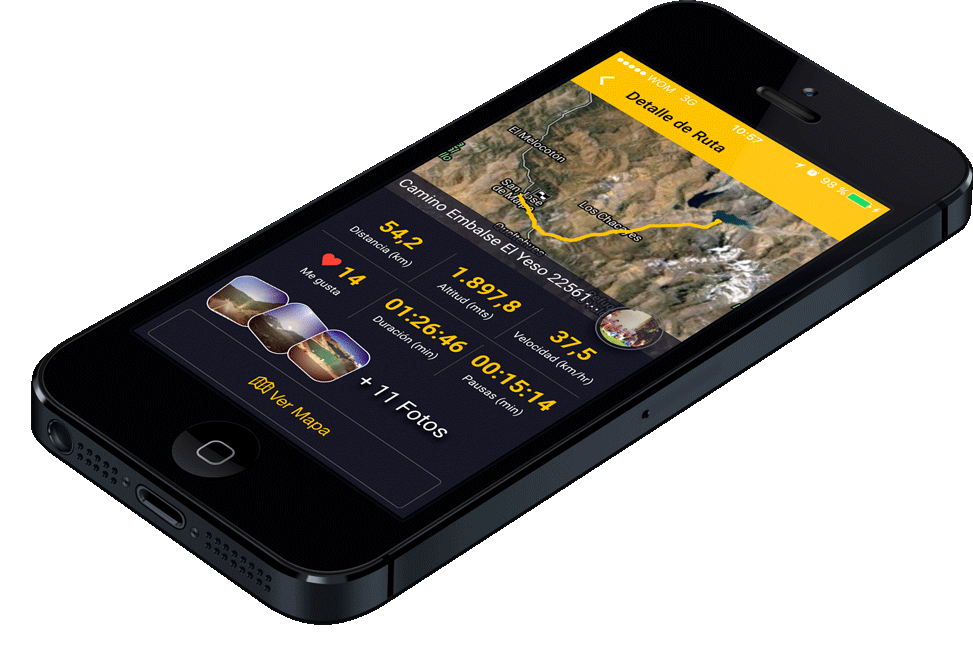 WOM 3G 10:57 98 %
Detalle de Ruta
El Melocotón
San José
de Mai
Los Chacayes
Camino Embalse El Yeso 22561...
54,2
Distancia (km)
1.897,8
Altitud (mts)
37,5
Velocidad (km/hr)
14
Me gusta
01:26:46
Duración (min)
00:15:14
Pausas (min)
+ 11 Fotos
Ver Mapa